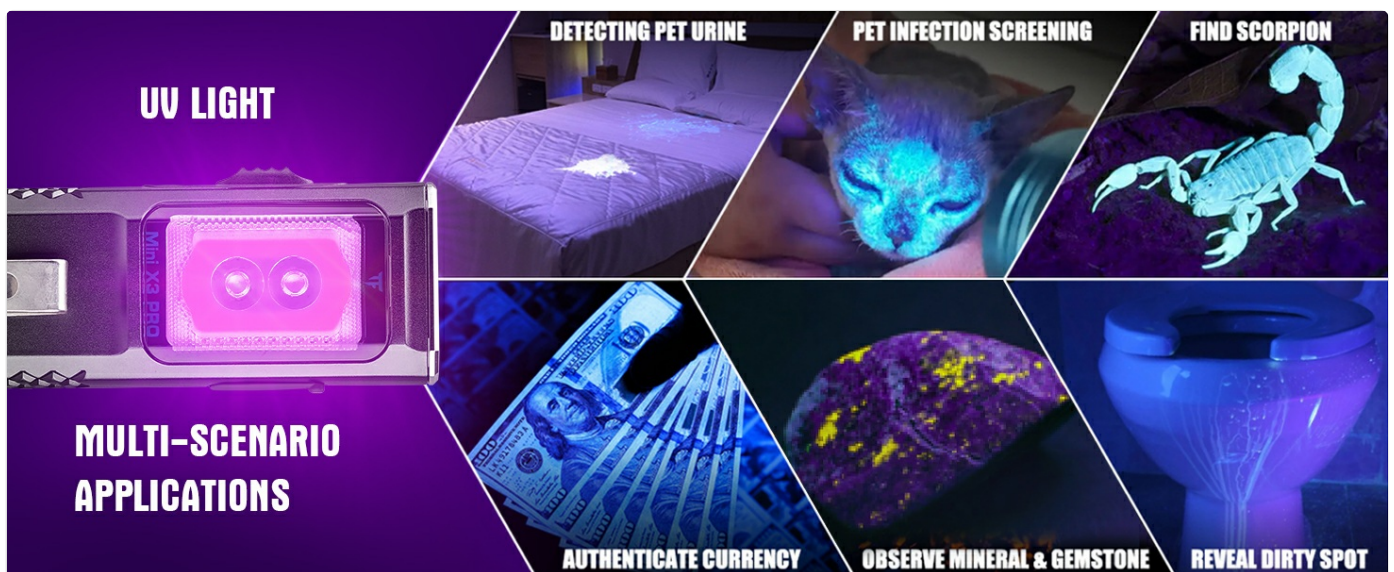 UV LIGHT
MULTI-SCENARIO
APPLICATIONS
Mini X3 PRO
DETECTING PET URINE
PET INFECTION SCREENING
FIND SCORPION
100
AUTHENTICATE CURRENCY
OBSERVE MINERAL & GEMSTONE
REVEAL DIRTY SPOT